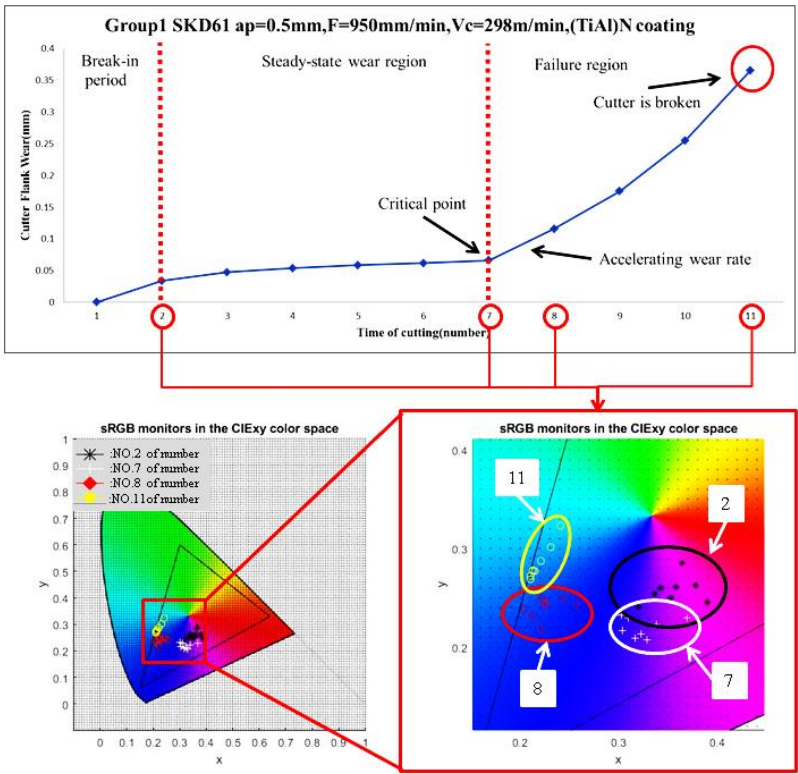 Group1 SKD61 ap=0.5mm,F=950mm/min,Vc=298m/min,(TiAl)N coating
Cutter Flank Wear(mm)
0.4
0.35
0.3
0.25
0.2
0.15
0.1
0.05
0
Break-in
period
Steady-state wear region
Failure region
Cutter is broken
Critical point
Accelerating wear rate
1 2 3 4 5 6 7 8 9 10 11
Time of cutting(number)
sRGB monitors in the CIExy color space
:NO.2 of number
:NO.7 of number
:NO.8 of number
:NO.11of number
1
0.9
0.8
0.7
0.6
0.5
0.4
0.3
0.2
0.1
0
y
0 0.1 0.2 0.3 0.4 0.5 0.6 0.7 0.8 0.9 1
x
sRGB monitors in the CIExy color space
0.4
0.3
0.2
y
11
2
8
7
0.2 0.3 0.4
x